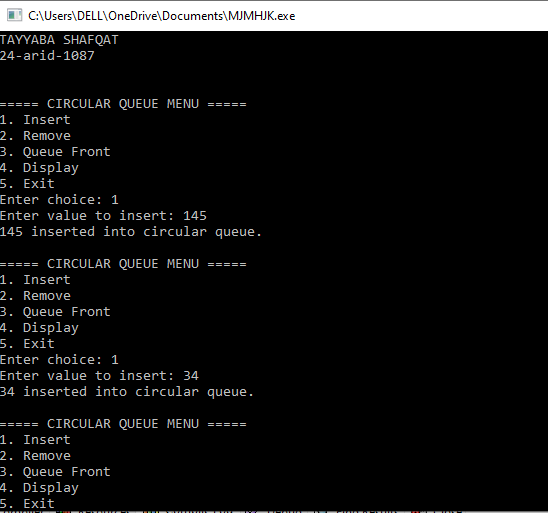 C:\Users\DELL\OneDrive\Documents\MJMHJK.exe
TAYYABA SHAFQAT
24-arid-1087
===== CIRCULAR QUEUE MENU =====
1. Insert
2. Remove
3. Queue Front
4. Display
5. Exit
Enter choice: 1
Enter value to insert: 145
145 inserted into circular queue.
===== CIRCULAR QUEUE MENU =====
1. Insert
2. Remove
3. Queue Front
4. Display
5. Exit
Enter choice: 1
Enter value to insert: 34
34 inserted into circular queue.
===== CIRCULAR QUEUE MENU =====
1. Insert
2. Remove
3. Queue Front
4. Display
5. Exit